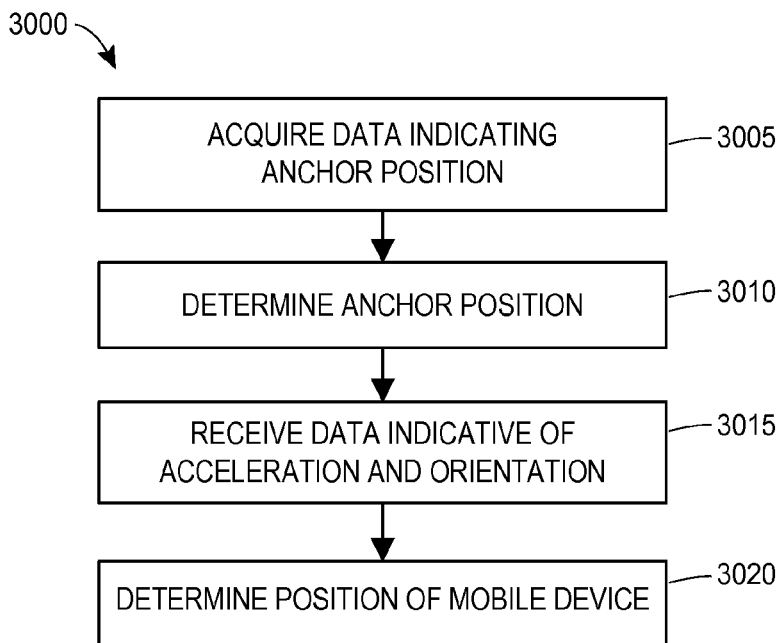 3000
ACQUIRE DATA INDICATING
ANCHOR POSITION
3005
DETERMINE ANCHOR POSITION
3010
RECEIVE DATA INDICATIVE OF
ACCELERATION AND ORIENTATION
3015
DETERMINE POSITION OF MOBILE DEVICE
3020